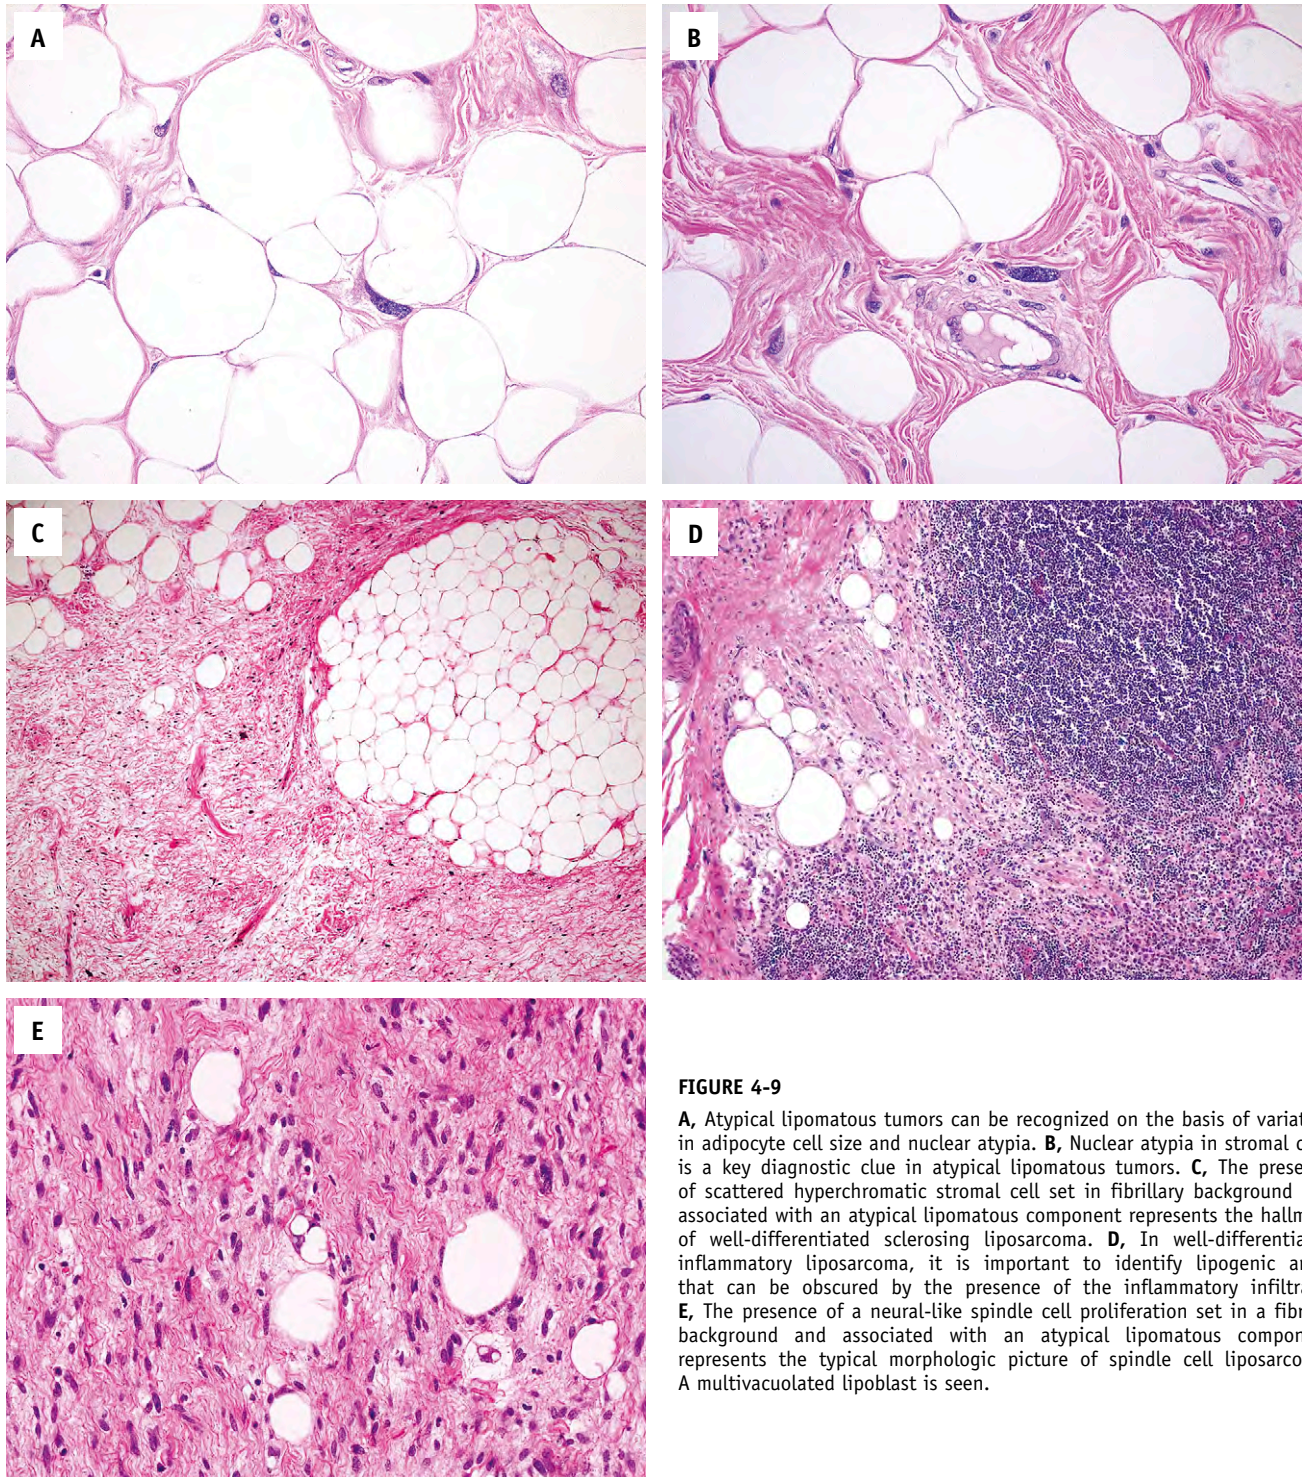 A
B
C
D
E
FIGURE 4-9
A, Atypical lipomatous tumors can be recognized on the basis of variat
in adipocyte cell size and nuclear atypia. B, Nuclear atypia in stromal c
is a key diagnostic clue in atypical lipomatous tumors. C, The prese
of scattered hyperchromatic stromal cell set in fibrillary background
associated with an atypical lipomatous component represents the hallm
of well-differentiated sclerosing liposarcoma. D, In well-differentia
inflammatory liposarcoma, it is important to identify lipogenic ar
that can be obscured by the presence of the inflammatory infiltra
E, The presence of a neural-like spindle cell proliferation set in a fibr
background and associated with an atypical lipomatous compon
represents the typical morphologic picture of spindle cell liposarco
A multivacuolated lipoblast is seen.